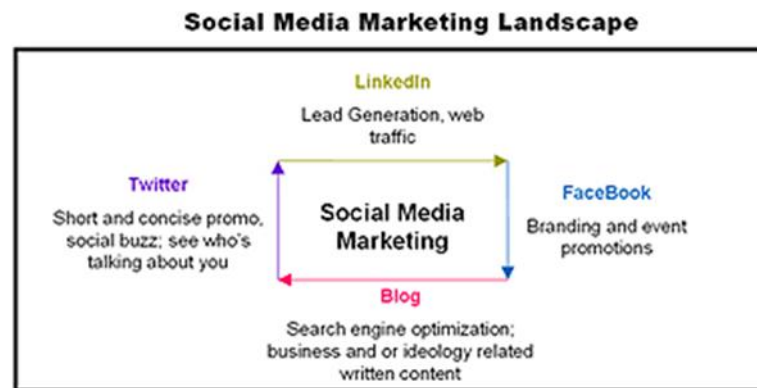 Social Media Marketing Landscape
LinkedIn
Lead Generation, web
traffic
Twitter
Short and concise promo,
social buzz; see who's
talking about you
Social Media
Marketing
FaceBook
Branding and event
promotions
Blog
Search engine optimization;
business and or ideology related
written content